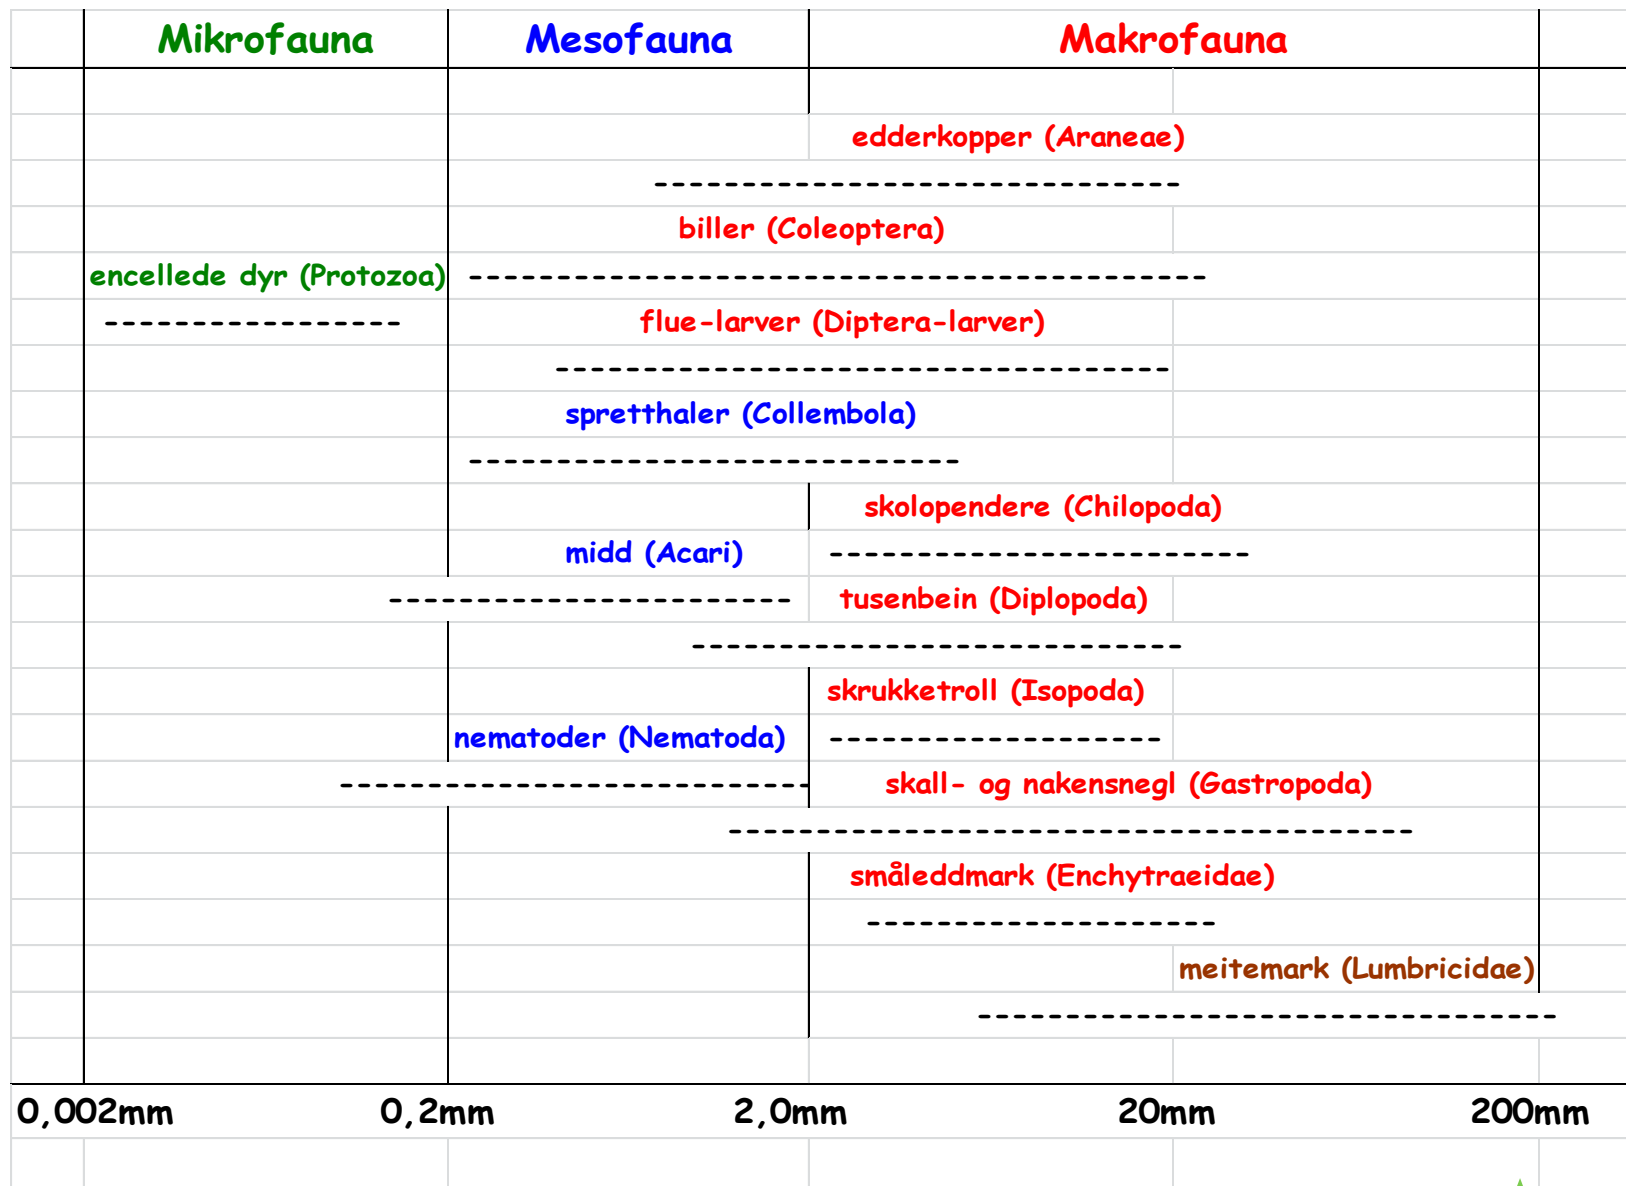 Mikrofauna Mesofauna Makrofauna
edderkopper (Araneae)
biller (Coleoptera)
encellede dyr (Protozoa)
flue-larver (Diptera-larver)
spretthaler (Collembola)
skolopendere (Chilopoda)
midd (Acari)
tusenbein (Diplopoda)
skrukketroll (Isopoda)
nematoder (Nematoda)
skall- og nakensnegl (Gastropoda)
småleddmark (Enchytraeidae)
meitemark (Lumbricidae)
0,002mm 0,2mm 2,0mm 20mm 200mm